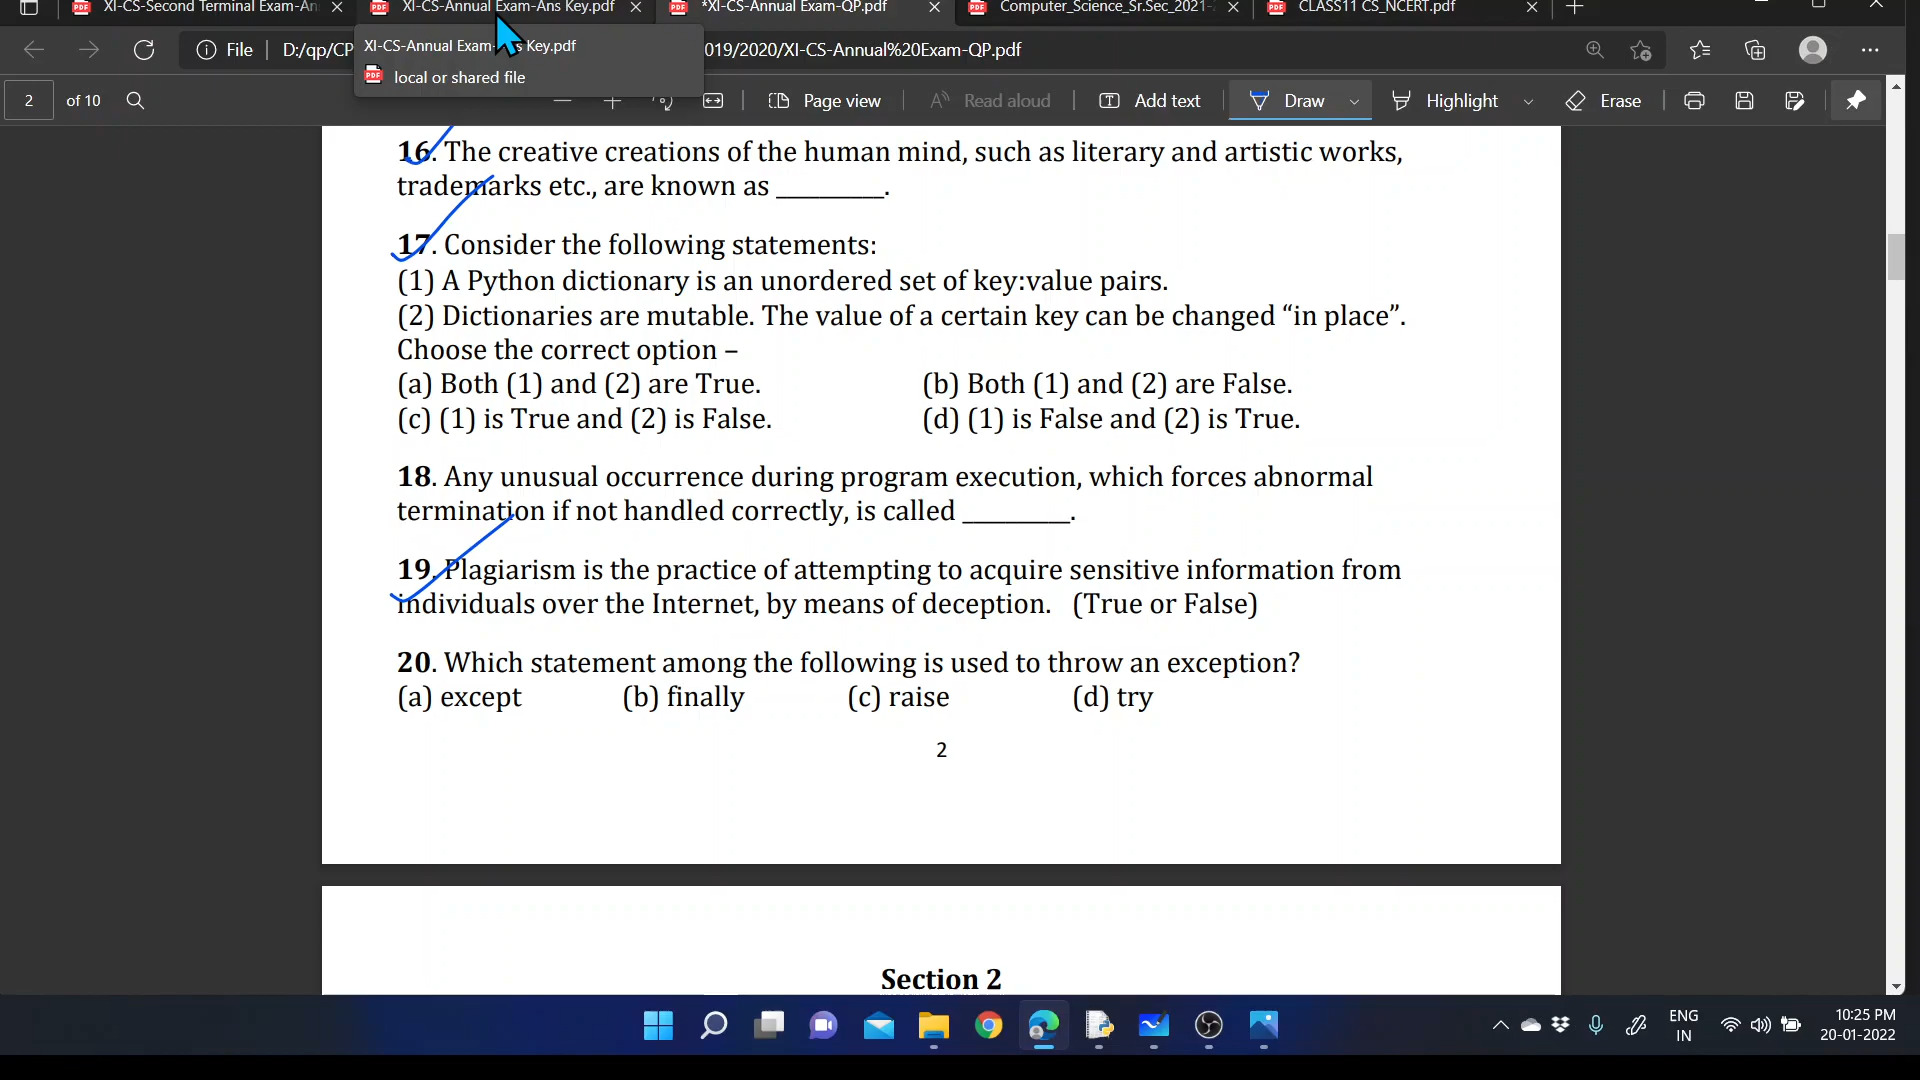 XI-CS-Second Terminal Exam-An
XI-CS-Annual Exam-Ans Key.pdf
*XI-CS-Annual Exam-QP.pdf
Computer_Science_Sr.Sec_2021-
CLASS11 CS_NCERT.pdf
File
D:/qp/CP
019/2020/XI-CS-Annual%20Exam-QP.pdf
XI-CS-Annual Exam- s Key.pdf
local or shared file
2
of 10
Page view
Read aloud
Add text
Draw
Highlight
Erase
16. The creative creations of the human mind, such as literary and artistic works,
trademarks etc., are known as __________.
17. Consider the following statements:
(1) A Python dictionary is an unordered set of key:value pairs.
(2) Dictionaries are mutable. The value of a certain key can be changed “in place”.
Choose the correct option –
(a) Both (1) and (2) are True. (b) Both (1) and (2) are False.
(c) (1) is True and (2) is False. (d) (1) is False and (2) is True.
18. Any unusual occurrence during program execution, which forces abnormal
termination if not handled correctly, is called __________.
19. Plagiarism is the practice of attempting to acquire sensitive information from
individuals over the Internet, by means of deception. (True or False)
20. Which statement among the following is used to throw an exception?
(a) except (b) finally (c) raise (d) try
2
Section 2
ENG
IN
10:25 PM
20-01-2022